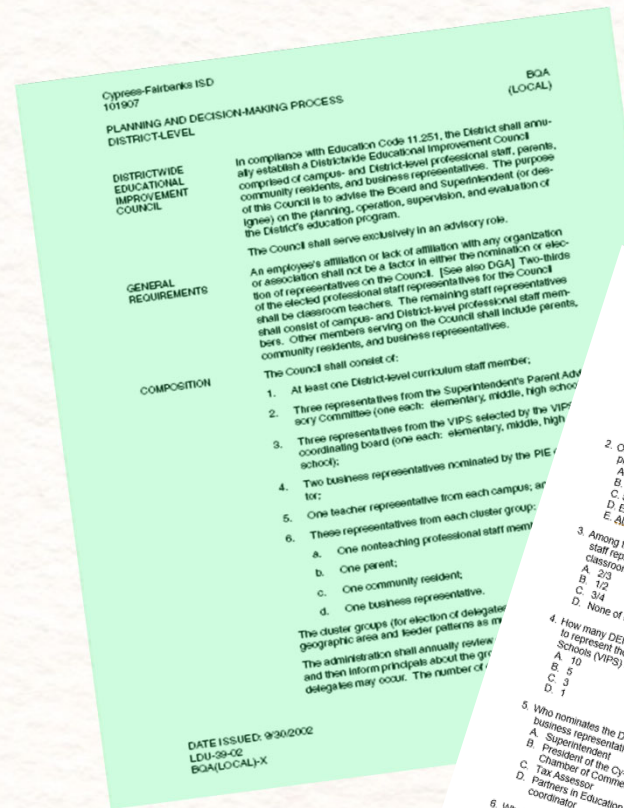 Cypress-Fairbanks ISD
101907
BQA
(LOCAL)
PLANNING AND DECISION-MAKING PROCESS
DISTRICT-LEVEL
DISTRICTWIDE
EDUCATIONAL
IMPROVEMENT
COUNCIL
In compliance with Education Code 11.251, the District shall annu-
ally establish a Districtwide Educational Improvement Council
comprised of campus- and District-level professional staff, parents,
community residents, and business representatives. The purpose
of this Council is to advise the Board and Superintendent (or des-
ignee) on the planning, operation, supervision, and evaluation of
the District's education program.
The Council shall serve exclusively in an advisory role.
GENERAL
REQUIREMENTS
An employee's affiliation or lack of affiliation with any organization
or association shall not be a factor in either the nomination or elec-
tion of representatives on the Council. [See also DGA] Two-thirds
of the elected professional staff representatives for the Council
shall be classroom teachers. The remaining staff representatives
shall consist of campus- and District-level professional staff mem-
bers. Other members serving on the Council shall include parents,
community residents, and business representatives.
COMPOSITION
The Council shall consist of:
1. At least one District-level curriculum staff member;
2. Three representatives from the Superintendent's Parent Advi
sory Committee (one each: elementary, middle, high schoo
3. Three representatives from the VIPS selected by the VIPS
coordinating board (one each: elementary, middle, high
school);
4. Two business representatives nominated by the PIE
tor;
5. One teacher representative from each campus; an
6. These representatives from each cluster group:
a. One nonteaching professional staff mem
b. One parent;
c. One community resident;
d. One business representative.
The cluster groups (for election of delegates
geographic area and feeder patterns as m
The administration shall annually review
and then inform principals about the gro
delegates may occur. The number of
DATE ISSUED: 9/30/2002
LDU-39-02
BQA(LOCAL)-X
2. O
p
A
B.
C.
D. E
E. Al
3. Among
staff rep
classroom
A. 2/3
B. 1/2
C. 3/4
D. None of
4. How many DEI
to represent the
Schools (VIPS)
A. 10
B. 5
C. 3
D. 1
5. Who nominates the D
business representati
A. Superintendent
B. President of the Cy-
Chamber of Comme
C. Tax Assessor
D. Partners in Education
coordinator
6. Wh